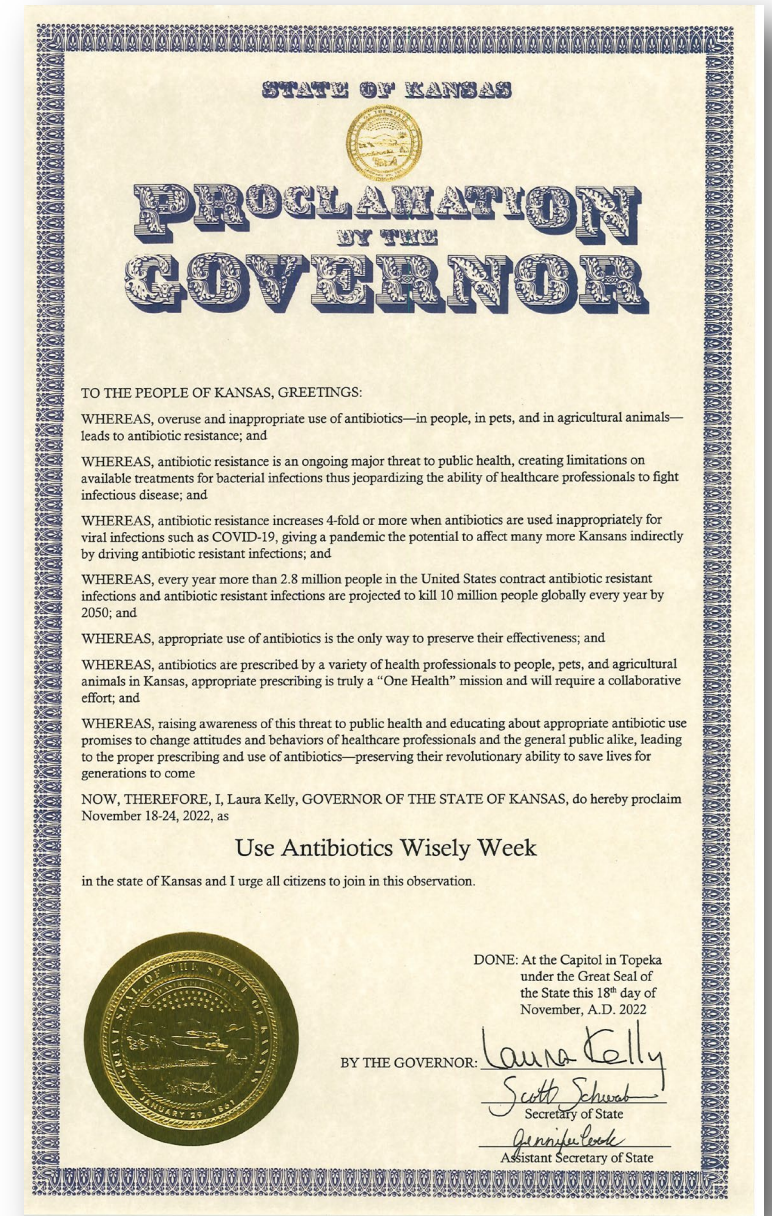 STATE OF KANSAS
PROCLAMATION
BY THE
GOVERNOR
TO THE PEOPLE OF KANSAS, GREETINGS:
WHEREAS, overuse and inappropriate use of antibiotics—in people, in pets, and in agricultural animals—
leads to antibiotic resistance; and
WHEREAS, antibiotic resistance is an ongoing major threat to public health, creating limitations on
available treatments for bacterial infections thus jeopardizing the ability of healthcare professionals to fight
infectious disease; and
WHEREAS, antibiotic resistance increases 4-fold or more when antibiotics are used inappropriately for
viral infections such as COVID-19, giving a pandemic the potential to affect many more Kansans indirectly
by driving antibiotic resistant infections; and
WHEREAS, every year more than 2.8 million people in the United States contract antibiotic resistant
infections and antibiotic resistant infections are projected to kill 10 million people globally every year by
2050; and
WHEREAS, appropriate use of antibiotics is the only way to preserve their effectiveness; and
WHEREAS, antibiotics are prescribed by a variety of health professionals to people, pets, and agricultural
animals in Kansas, appropriate prescribing is truly a “One Health” mission and will require a collaborative
effort; and
WHEREAS, raising awareness of this threat to public health and educating about appropriate antibiotic use
promises to change attitudes and behaviors of healthcare professionals and the general public alike, leading
to the proper prescribing and use of antibiotics—preserving their revolutionary ability to save lives for
generations to come
NOW, THEREFORE, I, Laura Kelly, GOVERNOR OF THE STATE OF KANSAS, do hereby proclaim
November 18-24, 2022, as
Use Antibiotics Wisely Week
in the state of Kansas and I urge all citizens to join in this observation.
DONE: At the Capitol in Topeka
under the Great Seal of
the State this 18th day of
November, A.D. 2022
BY THE GOVERNOR: Laura Kelly
Scott Schwab
Secretary of State
Jennifer Cook
Assistant Secretary of State
GREAT SEAL OF THE STATE OF KANSAS
JANUARY 29, 1861